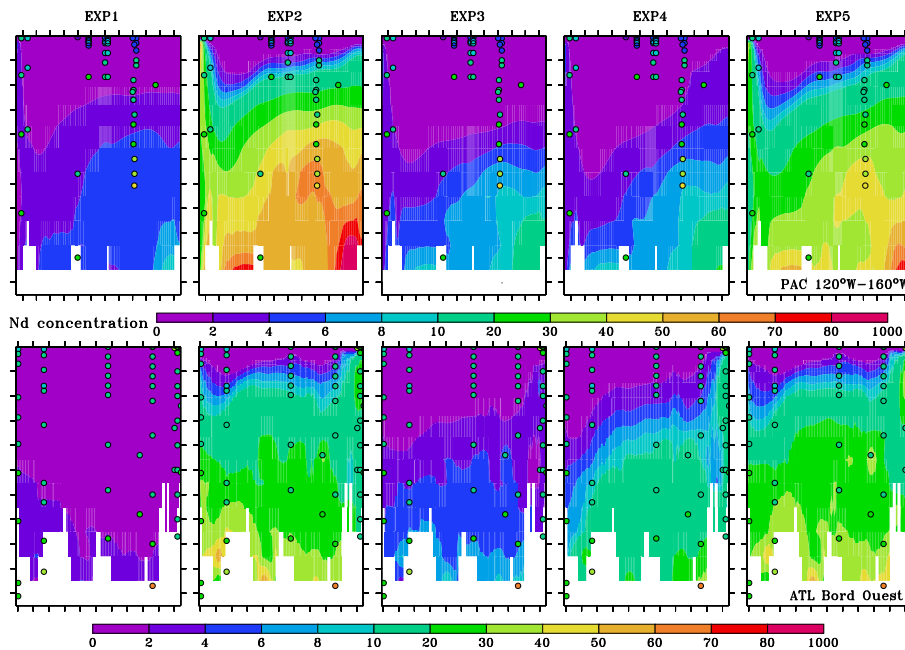 EXP1 EXP2 EXP3 EXP4 EXP5
PAC 120°W-160°W
Nd concentration
0 2 4 6 8 10 20 30 40 50 60 70 80 1000
ATL Bord Ouest
0 2 4 6 8 10 20 30 40 50 60 70 80 1000